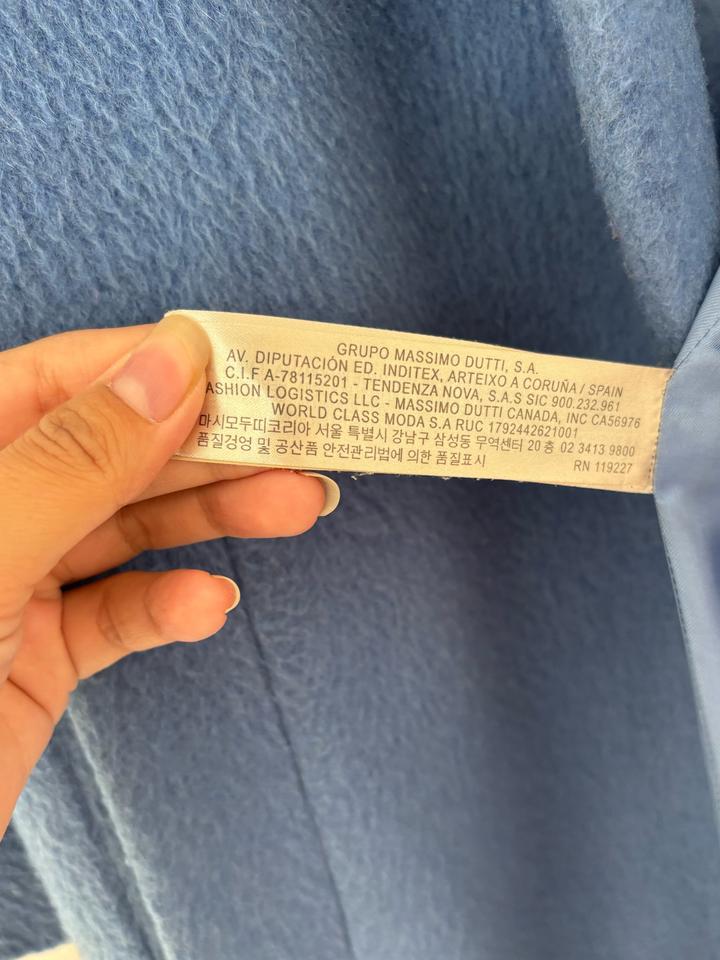 GRUPO MASSIMO DUTTI, S.A.
AV. DIPUTACIÓN ED. INDITEX, ARTEIXO A CORUÑA / SPAIN
C.I.F A-78115201 - TENDENZA NOVA, S.A.S SIC 900.232.961
ASHION LOGISTICS LLC - MASSIMO DUTTI CANADA, INC CA56976
WORLD CLASS MODA S.A RUC 1792442621001
마시모두띠코리아 서울 특별시 강남구 삼성동 무역센터 20 층 02 3413 9800
품질경영 및 공산품 안전관리법에 의한 품질표시
RN 119227